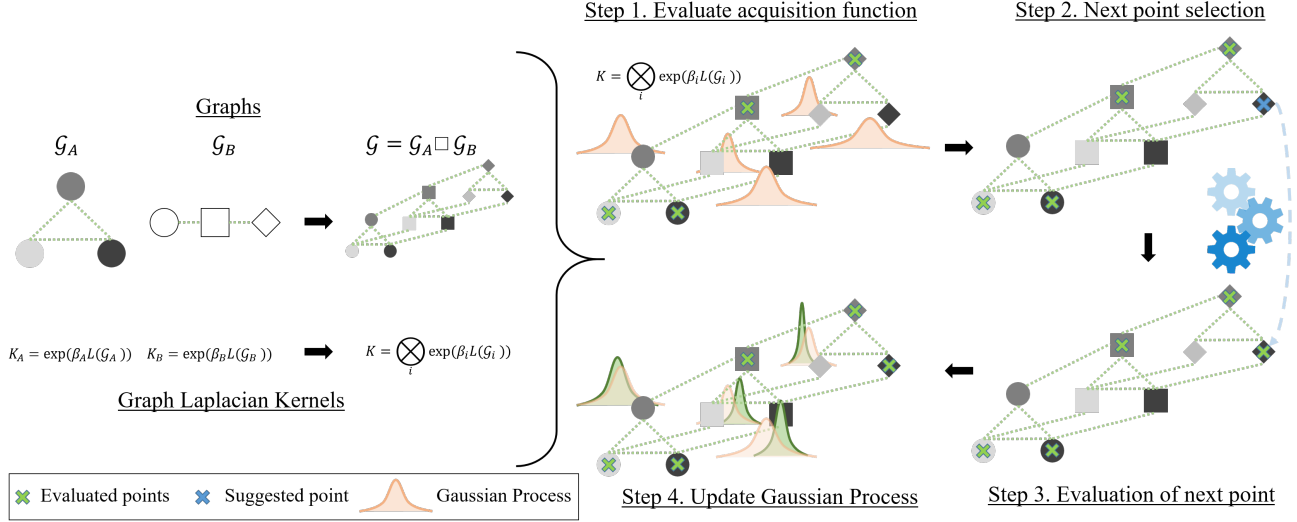 Step 1. Evaluate acquisition function
Step 2. Next point selection
K = ⨂ exp(β_i L(𝒢_i))
i
Graphs
𝒢_A
𝒢_B
𝒢 = 𝒢_A □ 𝒢_B
K_A = exp(β_A L(𝒢_A))
K_B = exp(β_B L(𝒢_B))
K = ⨂ exp(β_i L(𝒢_i))
i
Graph Laplacian Kernels
Evaluated points
Suggested point
Gaussian Process
Step 4. Update Gaussian Process
Step 3. Evaluation of next point